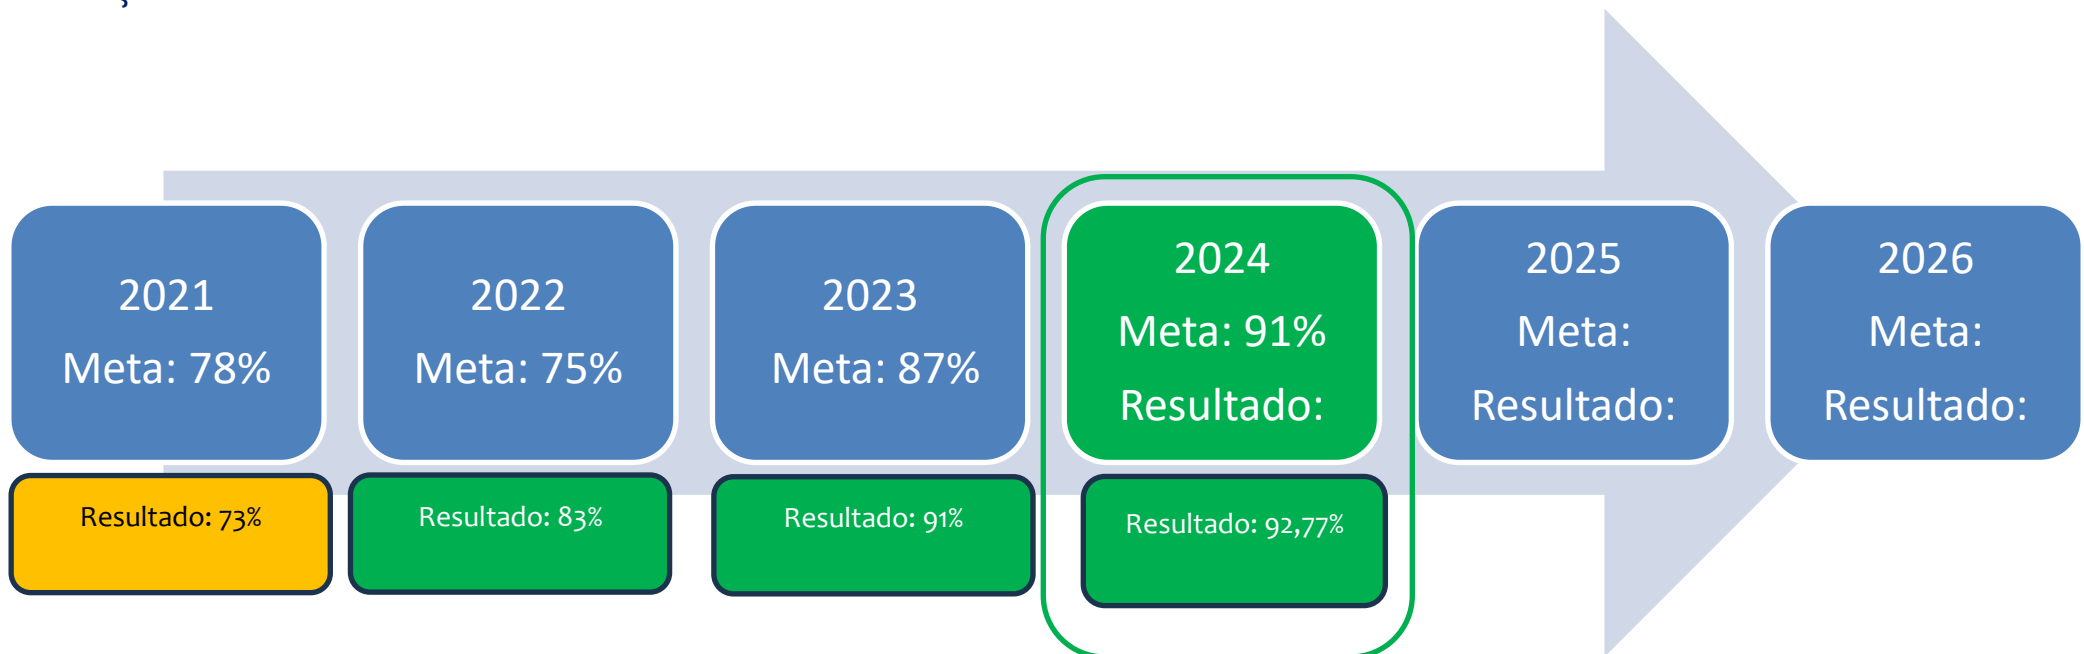 2021
Meta: 78%
Resultado: 73%
2022
Meta: 75%
Resultado: 83%
2023
Meta: 87%
Resultado: 91%
2024
Meta: 91%
Resultado:
Resultado: 92,77%
2025
Meta:
Resultado:
2026
Meta:
Resultado: